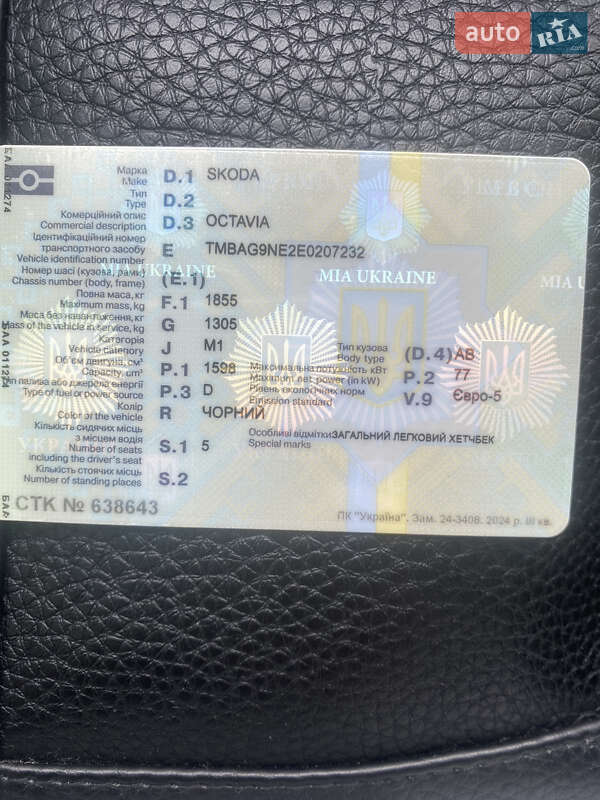 auto RIA .com
Марка D.1 SKODA
Make
Тип D.2
Type
Комерційний опис D.3 OCTAVIA
Commercial description
Ідентифікаційний номер
транспортного засобу E TMBAG9NE2E0207232
Vehicle identification number
Номер шасі (кузова, рами) (E.1)
Chassis number (body, frame)
MIA UKRAINE MIA UKRAINE MIA U
Повна маса, кг F.1 1855
Maximum mass, kg
Маса без навантаження, кг G 1305
Mass of the vehicle in service, kg
Категорія J M1
Vehicle category
Об'єм двигуна, см³ P.1 1598
Capacity, cm³
Тип кузова (D.4) АВ
Body type
Максимальна потужність кВт P.2 77
Maximum net power (in kW)
Рівень екологічних норм V.9 Євро-5
Emission standard
ип палива або джерела енергії P.3 D
Type of fuel or power source
Колір R ЧОРНИЙ
Color of the vehicle
Кількість сидячих місць
з місцем водія S.1 5
Number of seats
including the driver's seat
Особливі відмітки ЗАГАЛЬНИЙ ЛЕГКОВИЙ ХЕТЧБЕК
Special marks
Кількість стоячих місць S.2
Number of standing places
СТК № 638643
ПК "Україна". Зам. 24-3408. 2024 р. III кв.